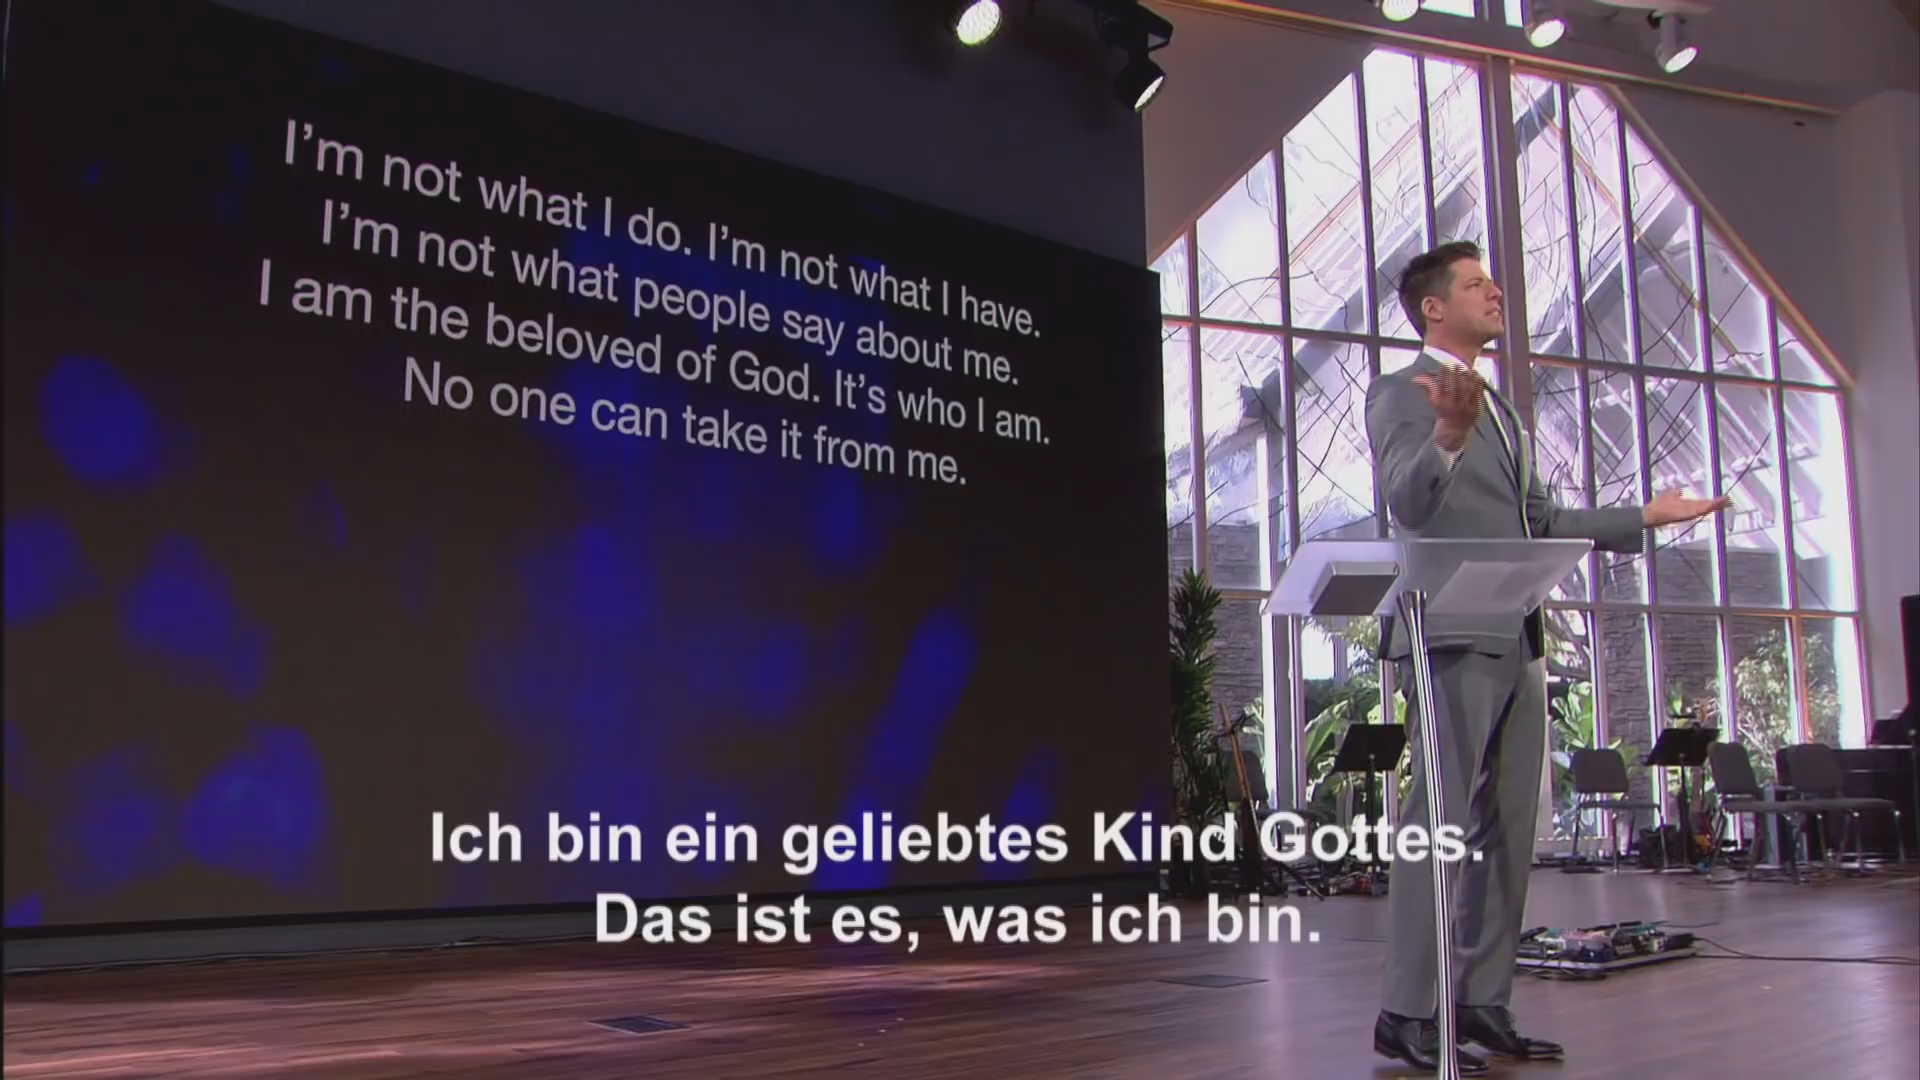 I'm not what I do. I'm not what I have.
I'm not what people say about me.
I am the beloved of God. It's who I am.
No one can take it from me.
Ich bin ein geliebtes Kind Gottes.
Das ist es, was ich bin.